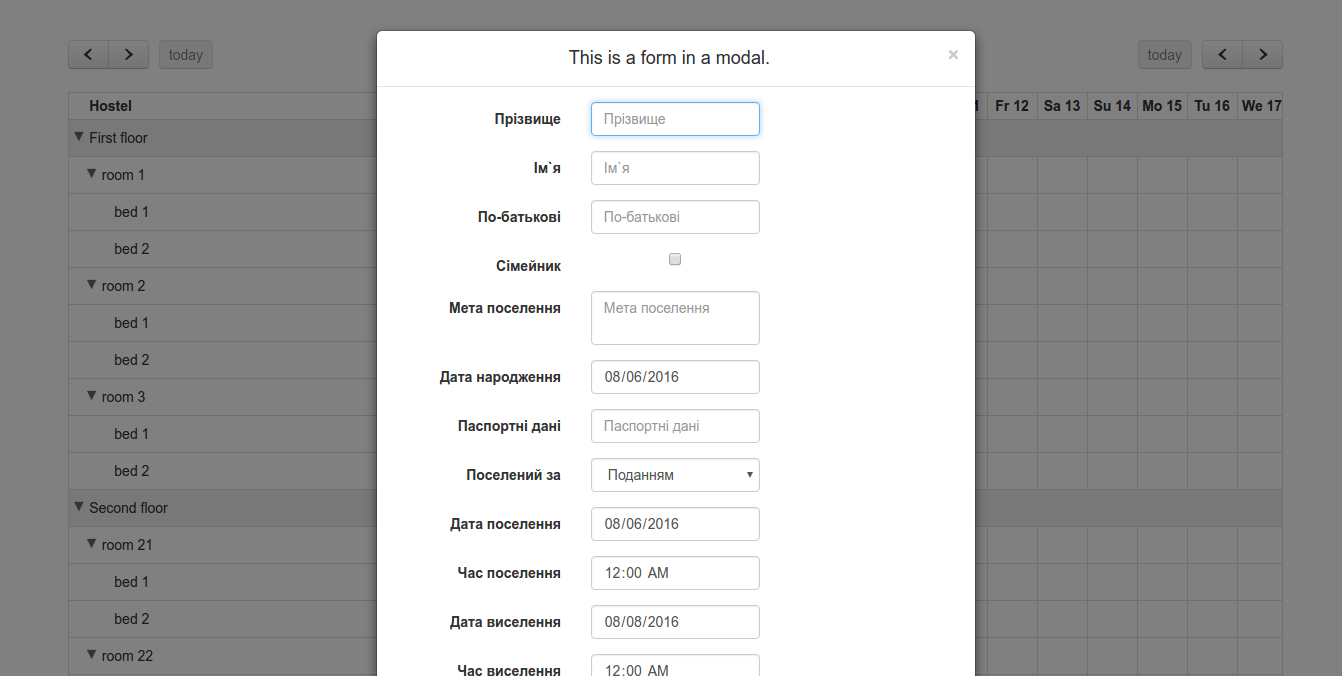 This is a form in a modal.
×
today
today
Hostel
1 Fr 12 Sa 13 Su 14 Mo 15 Tu 16 We 17
First floor
room 1
bed 1
bed 2
room 2
bed 1
bed 2
room 3
bed 1
bed 2
Second floor
room 21
bed 1
bed 2
room 22
Прізвище Прізвище
Ім`я Ім`я
По-батькові По-батькові
Сімейник
Мета поселення Мета поселення
Дата народження 08/06/2016
Паспортні дані Паспортні дані
Поселений за Поданням
Дата поселення 08/06/2016
Час поселення 12:00 AM
Дата виселення 08/08/2016
Час виселення 12:00 AM